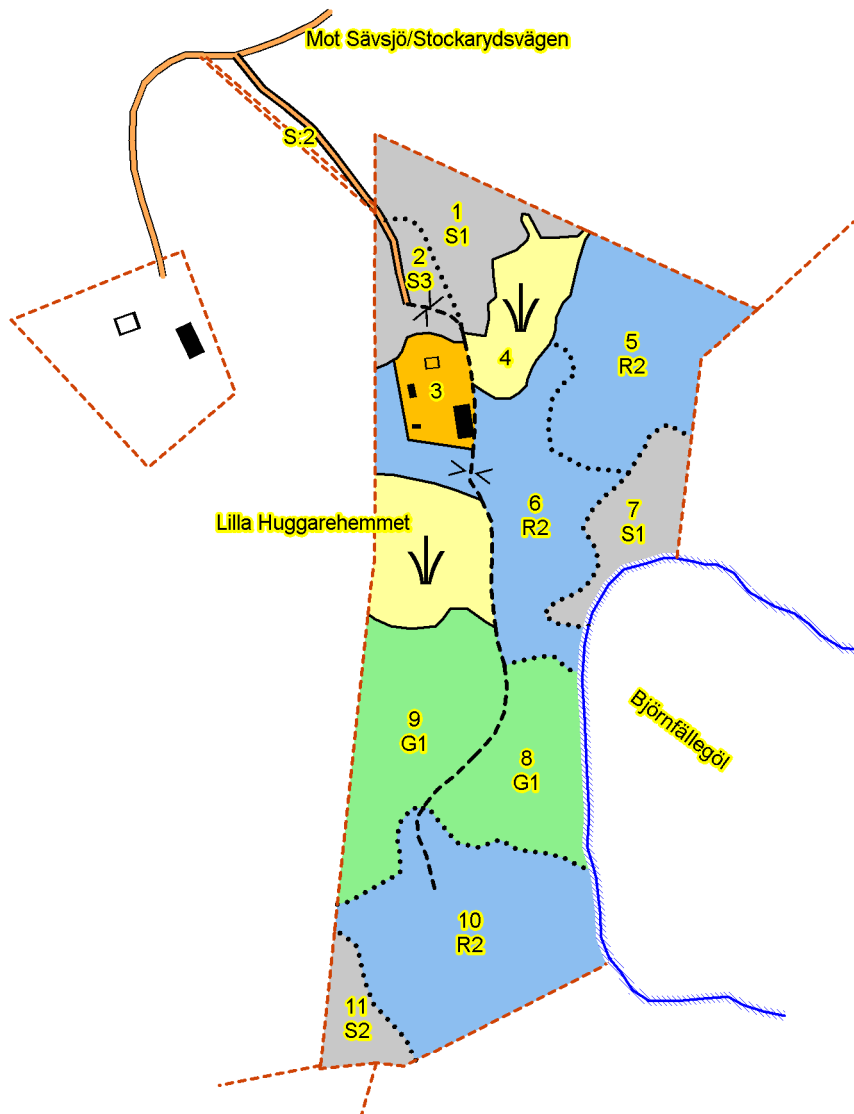 Mot Sävsjö/Stockarydsvägen
S:2
1
S1
2
S3
4
5
R2
3
6
R2
7
S1
Lilla Huggarehemmet
Björnfällegöl
9
G1
8
G1
10
R2
11
S2